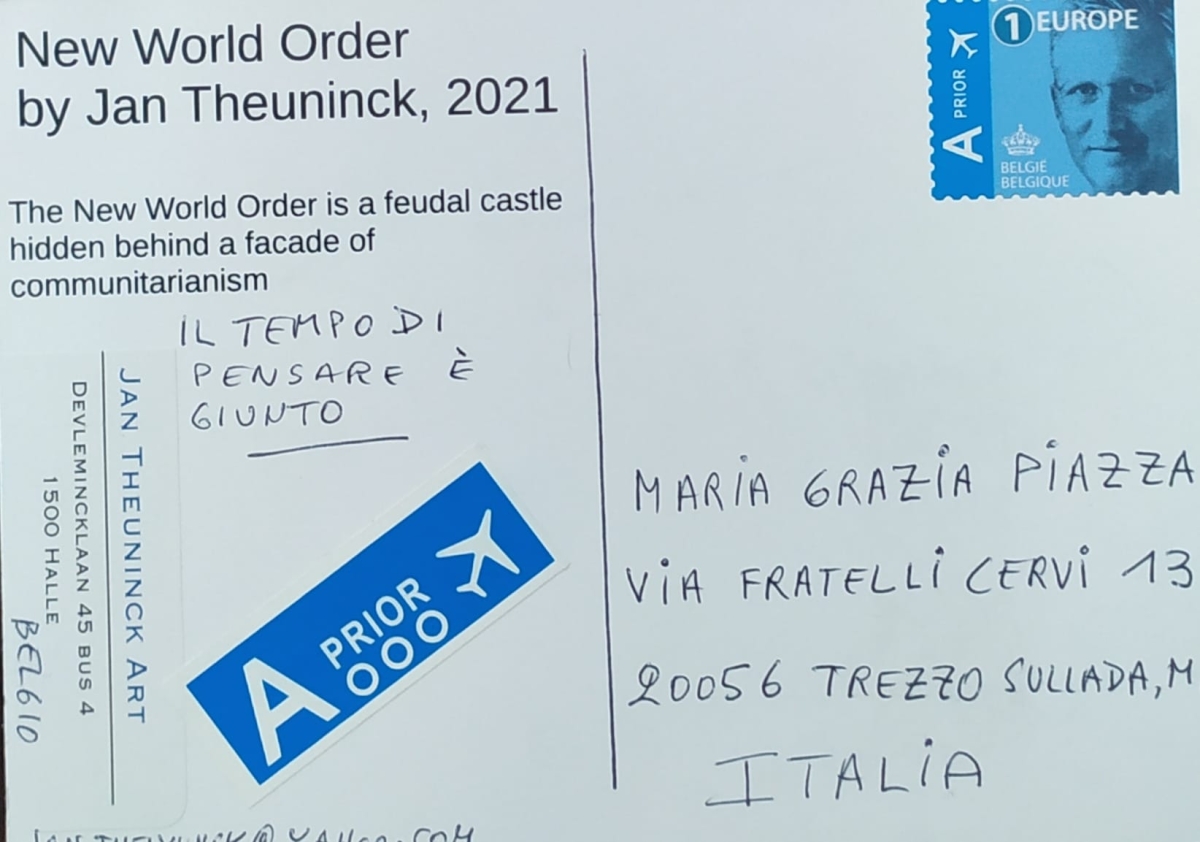 New World Order
by Jan Theuninck, 2021
The New World Order is a feudal castle
hidden behind a facade of
communitarianism
IL TEMPO DI
PENSARE È
GIUNTO
JAN THEUNINCK ART
DEVLEMINCKLAAN 45 BUS 4
1500 HALLE
BELGIO
A PRIOR
A PRIOR
1 EUROPE
BELGIË
BELGIQUE
MARIA GRAZIA PIAZZA
VIA FRATELLI CERVI 13
20056 TREZZO SULLADA, M
ITALIA